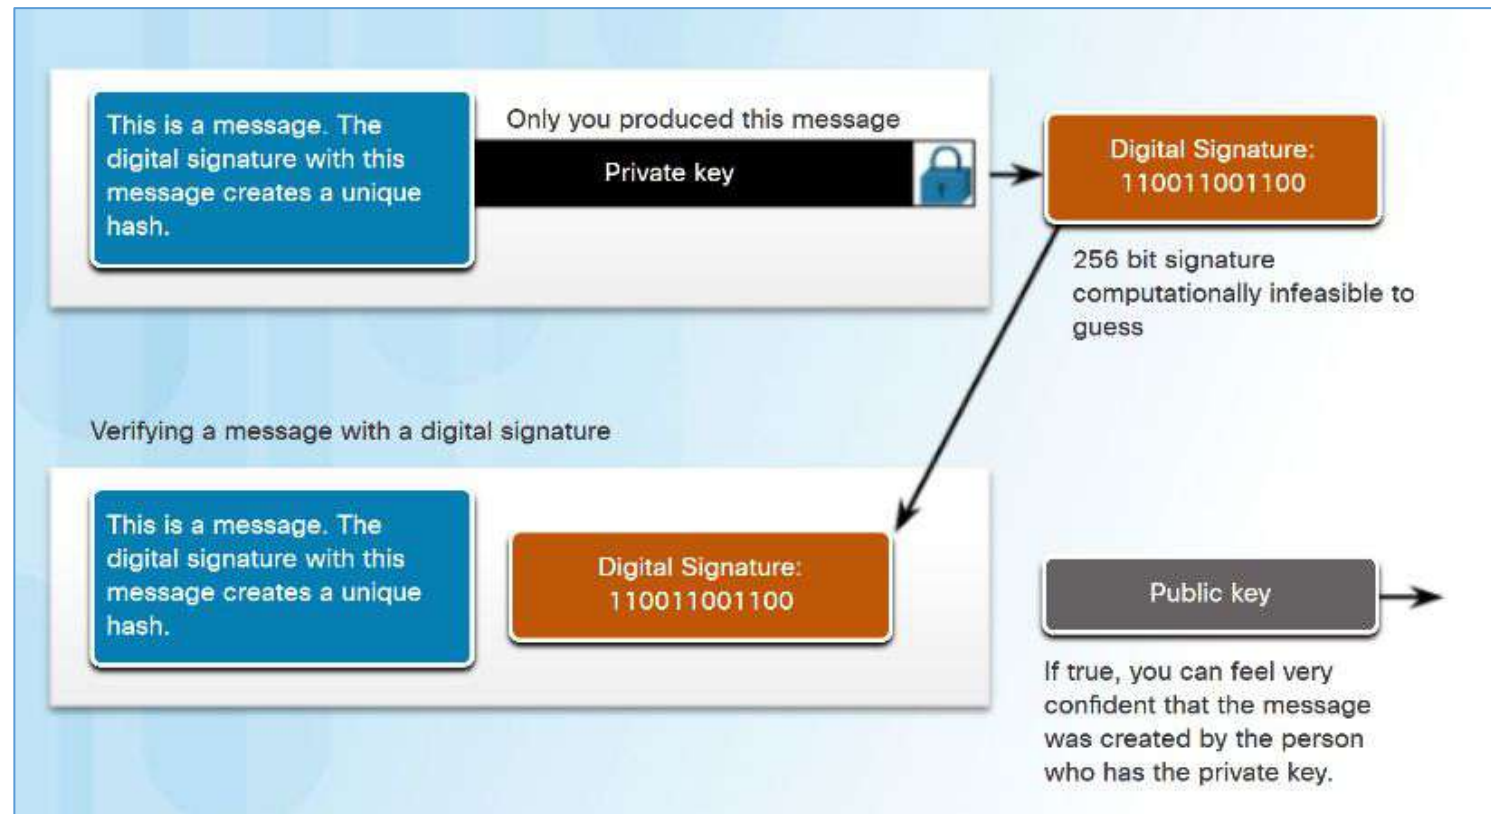 This is a message. The
digital signature with this
message creates a unique
hash.
Only you produced this message
Private key
Digital Signature:
110011001100
256 bit signature
computationally infeasible to
guess
Verifying a message with a digital signature
This is a message. The
digital signature with this
message creates a unique
hash.
Digital Signature:
110011001100
Public key
If true, you can feel very
confident that the message
was created by the person
who has the private key.